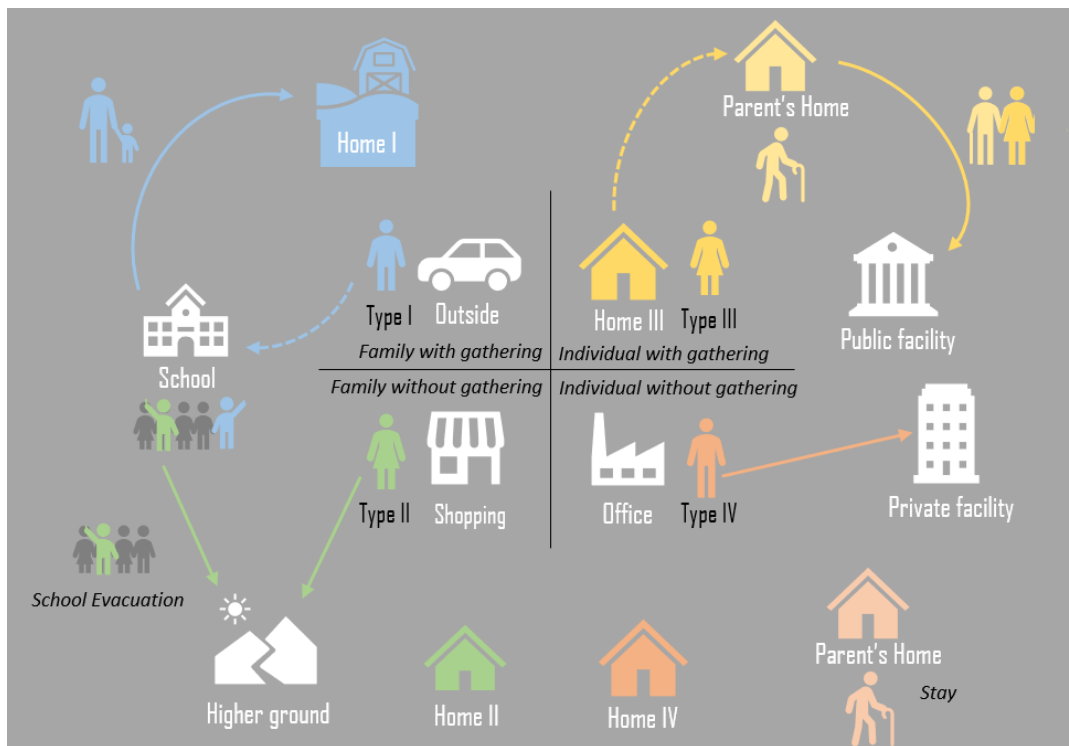 Home I
Parent's Home
Type I
Outside
Home III
Type III
Public facility
School
Family with gathering
Individual with gathering
Family without gathering
Individual without gathering
Type II
Shopping
Office
Type IV
Private facility
School Evacuation
Higher ground
Home II
Home IV
Parent's Home
Stay